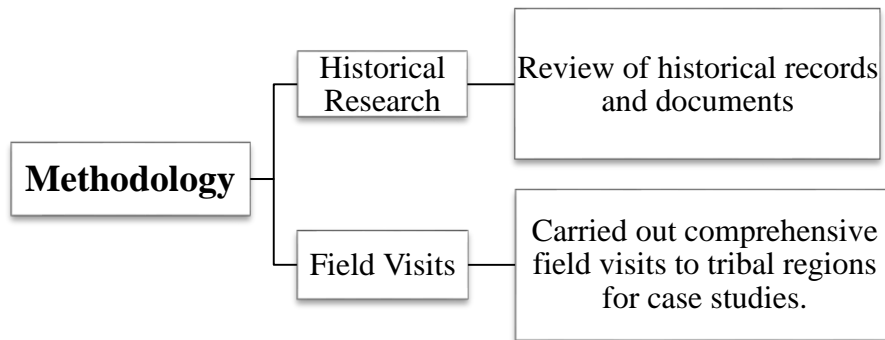 Methodology
Historical
Research
Review of historical records
and documents
Field Visits
Carried out comprehensive
field visits to tribal regions
for case studies.